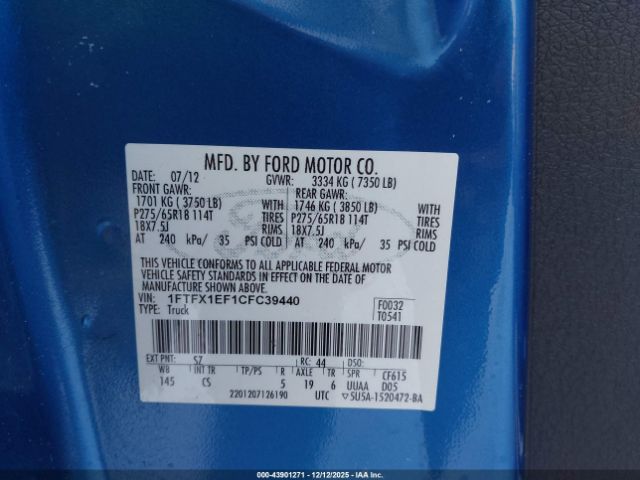 MFD. BY FORD MOTOR CO.
DATE: 07/12 GVWR: 3334 KG ( 7350 LB)
FRONT GAWR: REAR GAWR:
1701 KG ( 3750 LB) WITH 1746 KG ( 3850 LB) WITH
P275/65R18 114T TIRES P275/65R18 114T TIRES
18X7.5J RIMS 18X7.5J RIMS
AT 240 kPa/ 35 PSI COLD AT 240 kPa/ 35 PSI COLD
THIS VEHICLE CONFORMS TO ALL APPLICABLE FEDERAL MOTOR
VEHICLE SAFETY STANDARDS IN EFFECT ON THE DATE OF
MANUFACTURE SHOWN ABOVE.
VIN: 1FTFX1EF1CFC39440 F0032
TYPE: Truck T0541
EXT PNT: SZ RC: 44 DSO:
WB INT TR TP/PS R AXLE TR SPR CF615
145 CS 5 19 6 UUAA D05
2201207126190 UTC ▽5U5A-1520472-BA
000-43901271 - 12/12/2025 - IAA Inc.